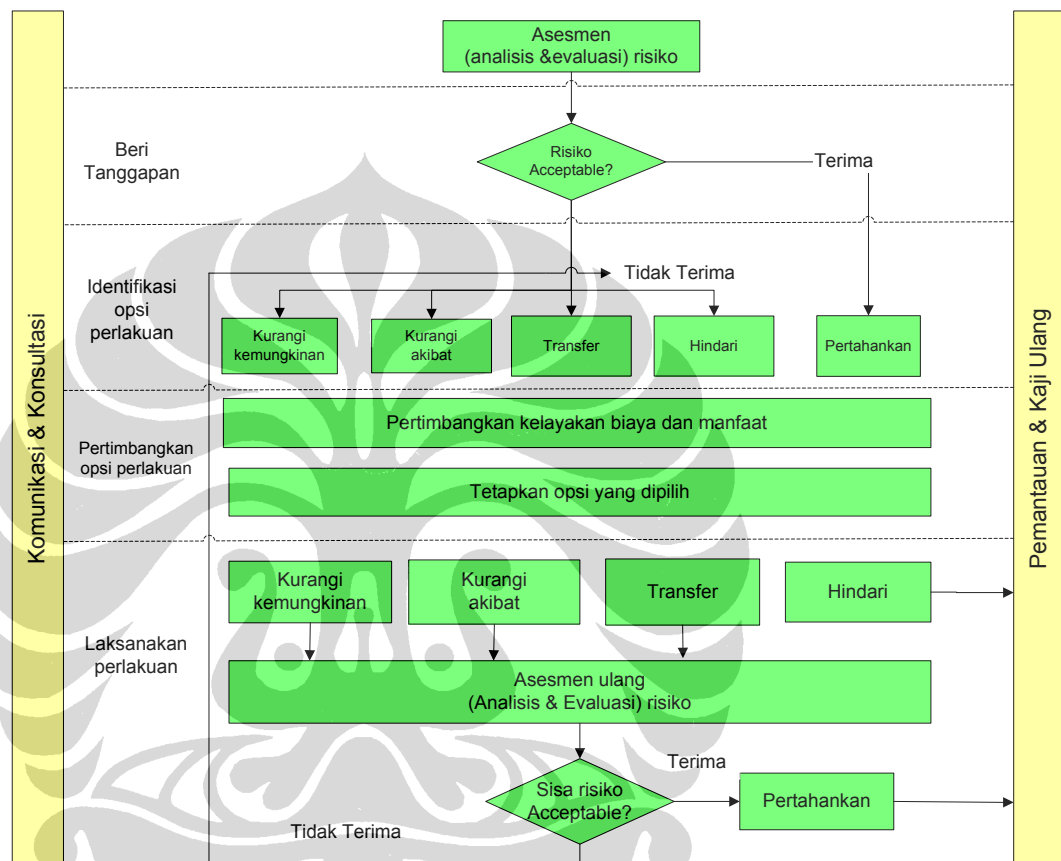 Asesmen
(analisis &evaluasi) risiko
Beri
Tanggapan
Risiko
Acceptable?
Terima
Identifikasi
opsi
perlakuan
Tidak Terima
Kurangi
kemungkinan
Kurangi
akibat
Transfer
Hindari
Pertahankan
Komunikasi & Konsultasi
Pemantauan & Kaji Ulang
Pertimbangkan
opsi perlakuan
Pertimbangkan kelayakan biaya dan manfaat
Tetapkan opsi yang dipilih
Laksanakan
perlakuan
Kurangi
kemungkinan
Kurangi
akibat
Transfer
Hindari
Asesmen ulang
(Analisis & Evaluasi) risiko
Sisa risiko
Acceptable?
Terima
Pertahankan
Tidak Terima